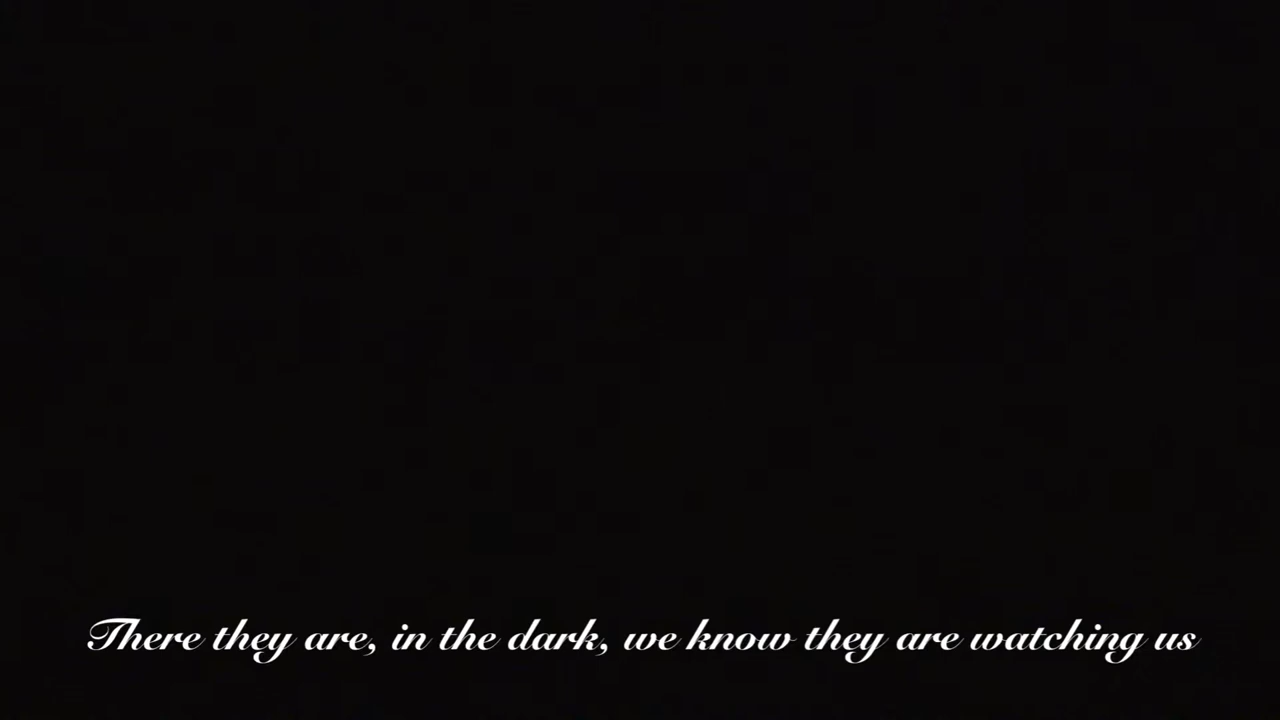 There they are, in the dark, we know they are watching us